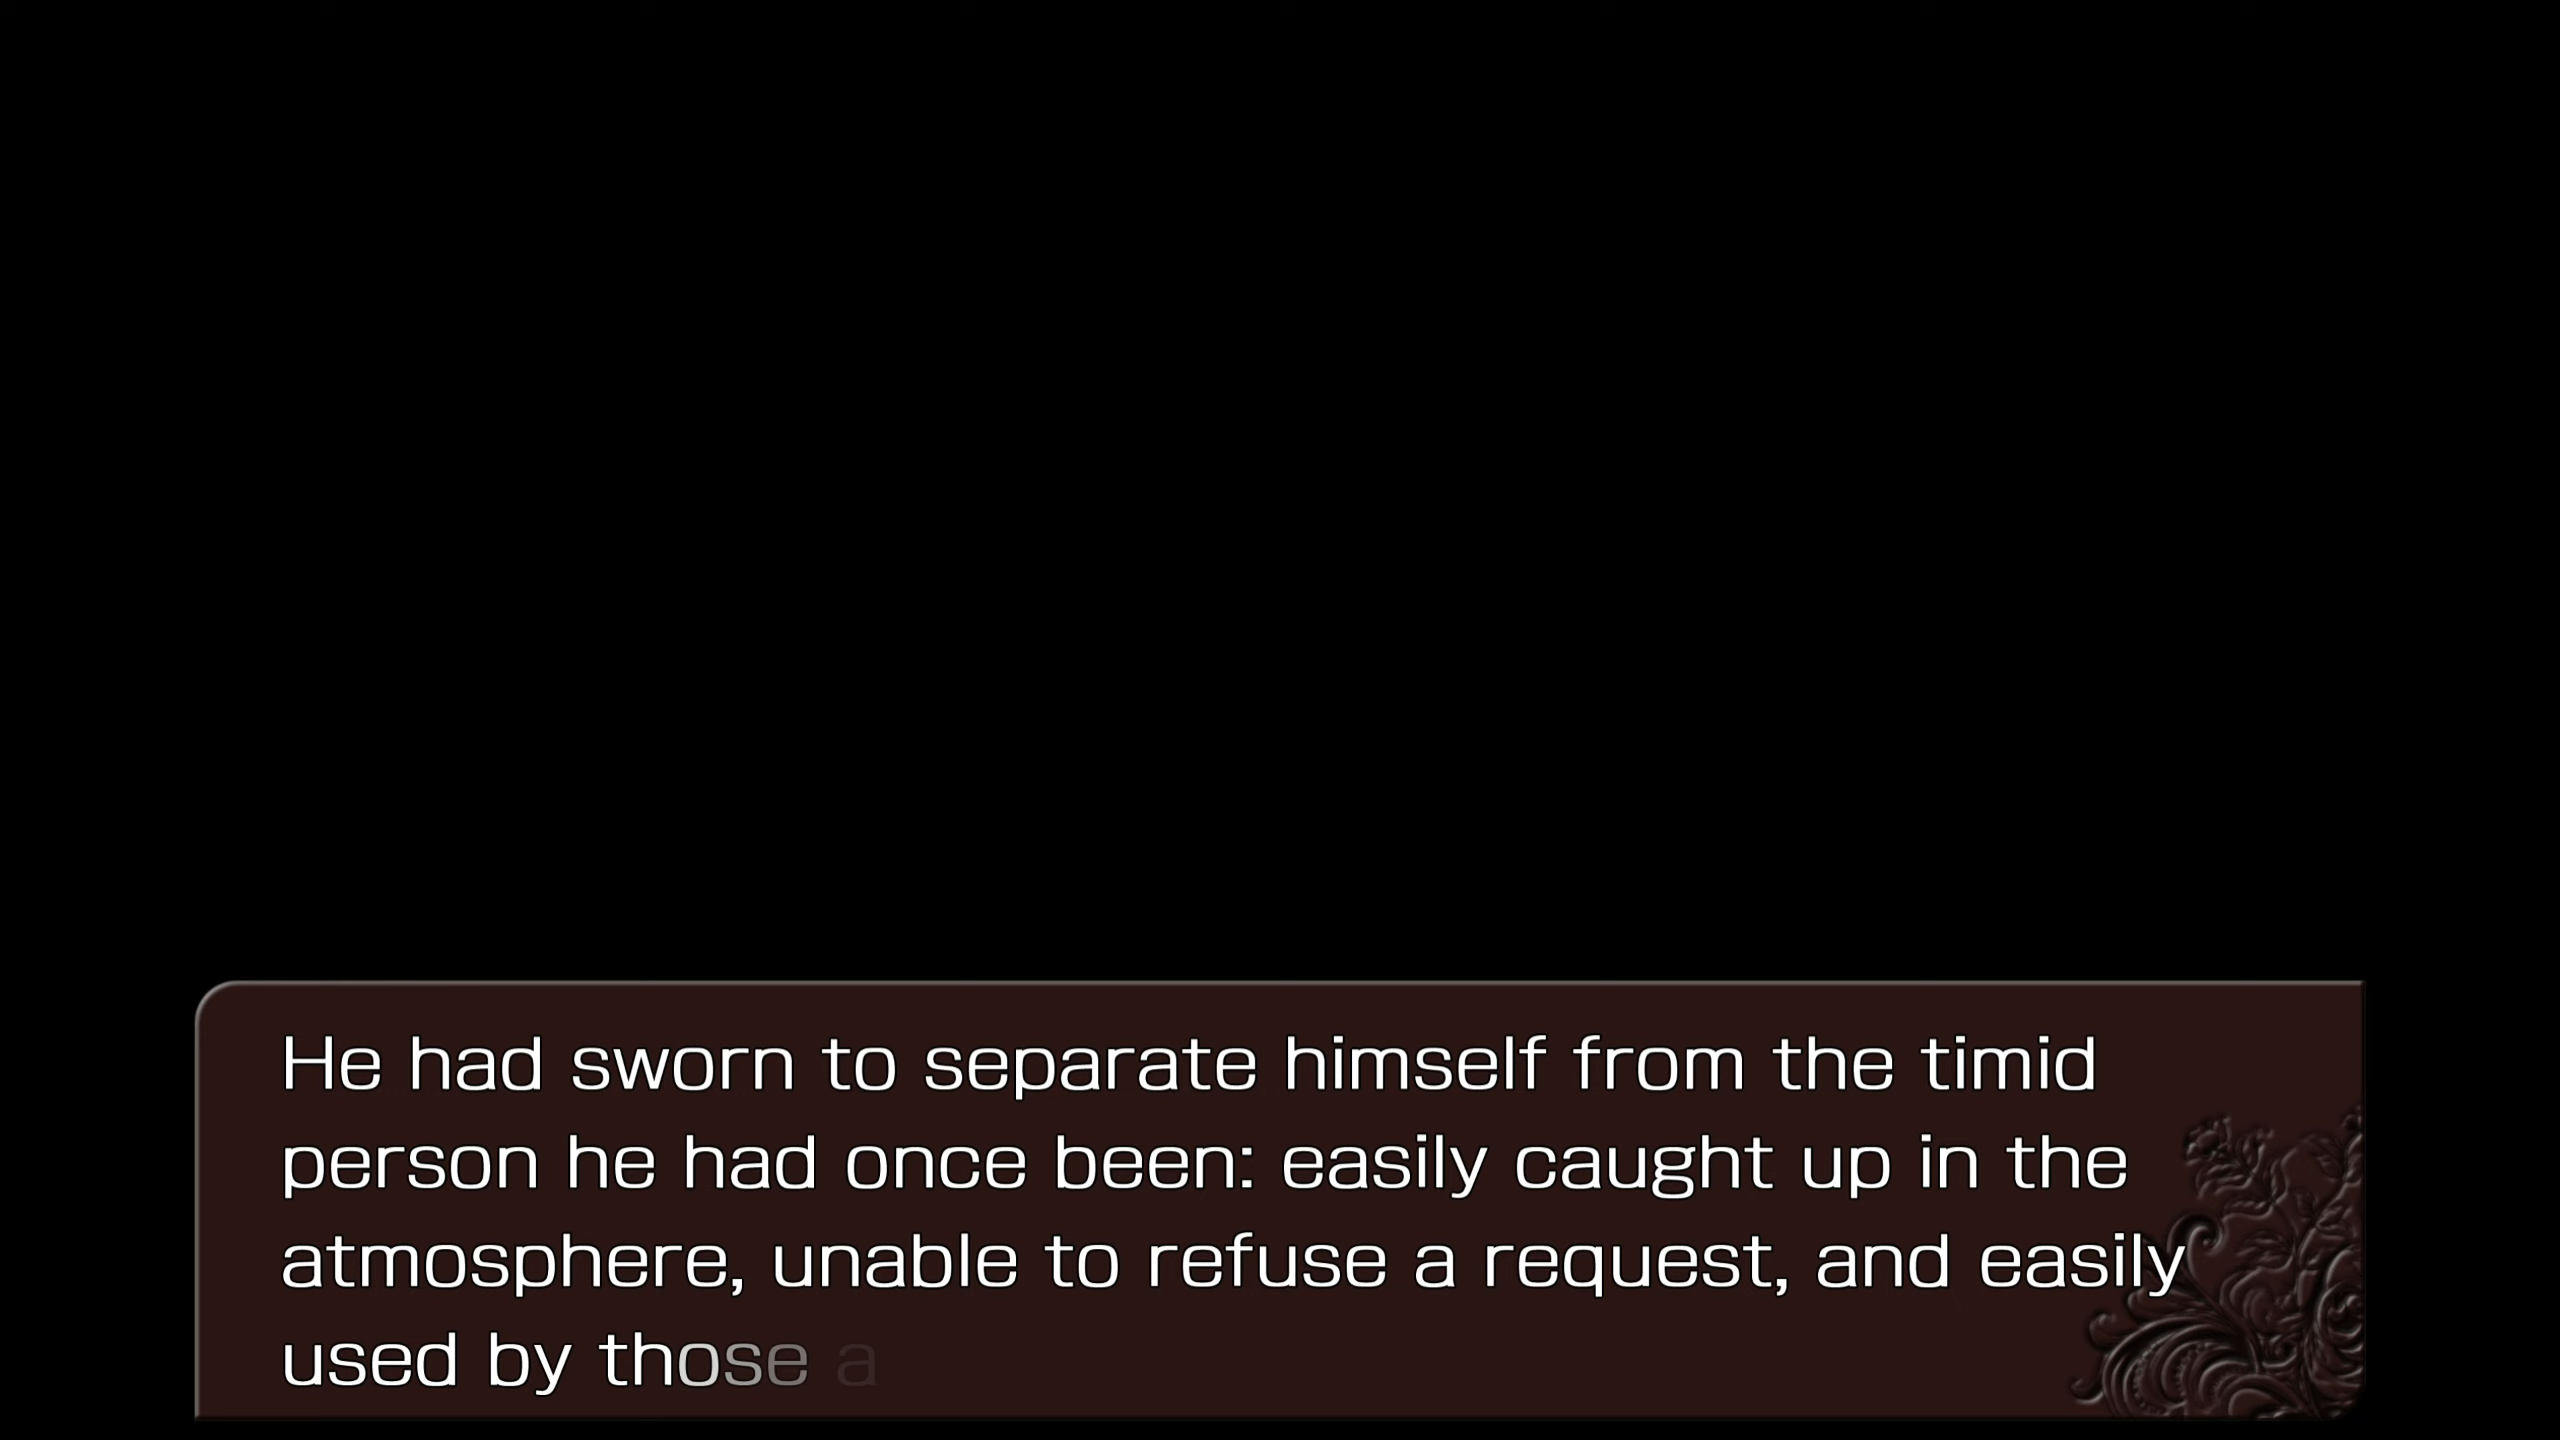 He had sworn to separate himself from the timid
person he had once been: easily caught up in the
atmosphere, unable to refuse a request, and easily
used by those a